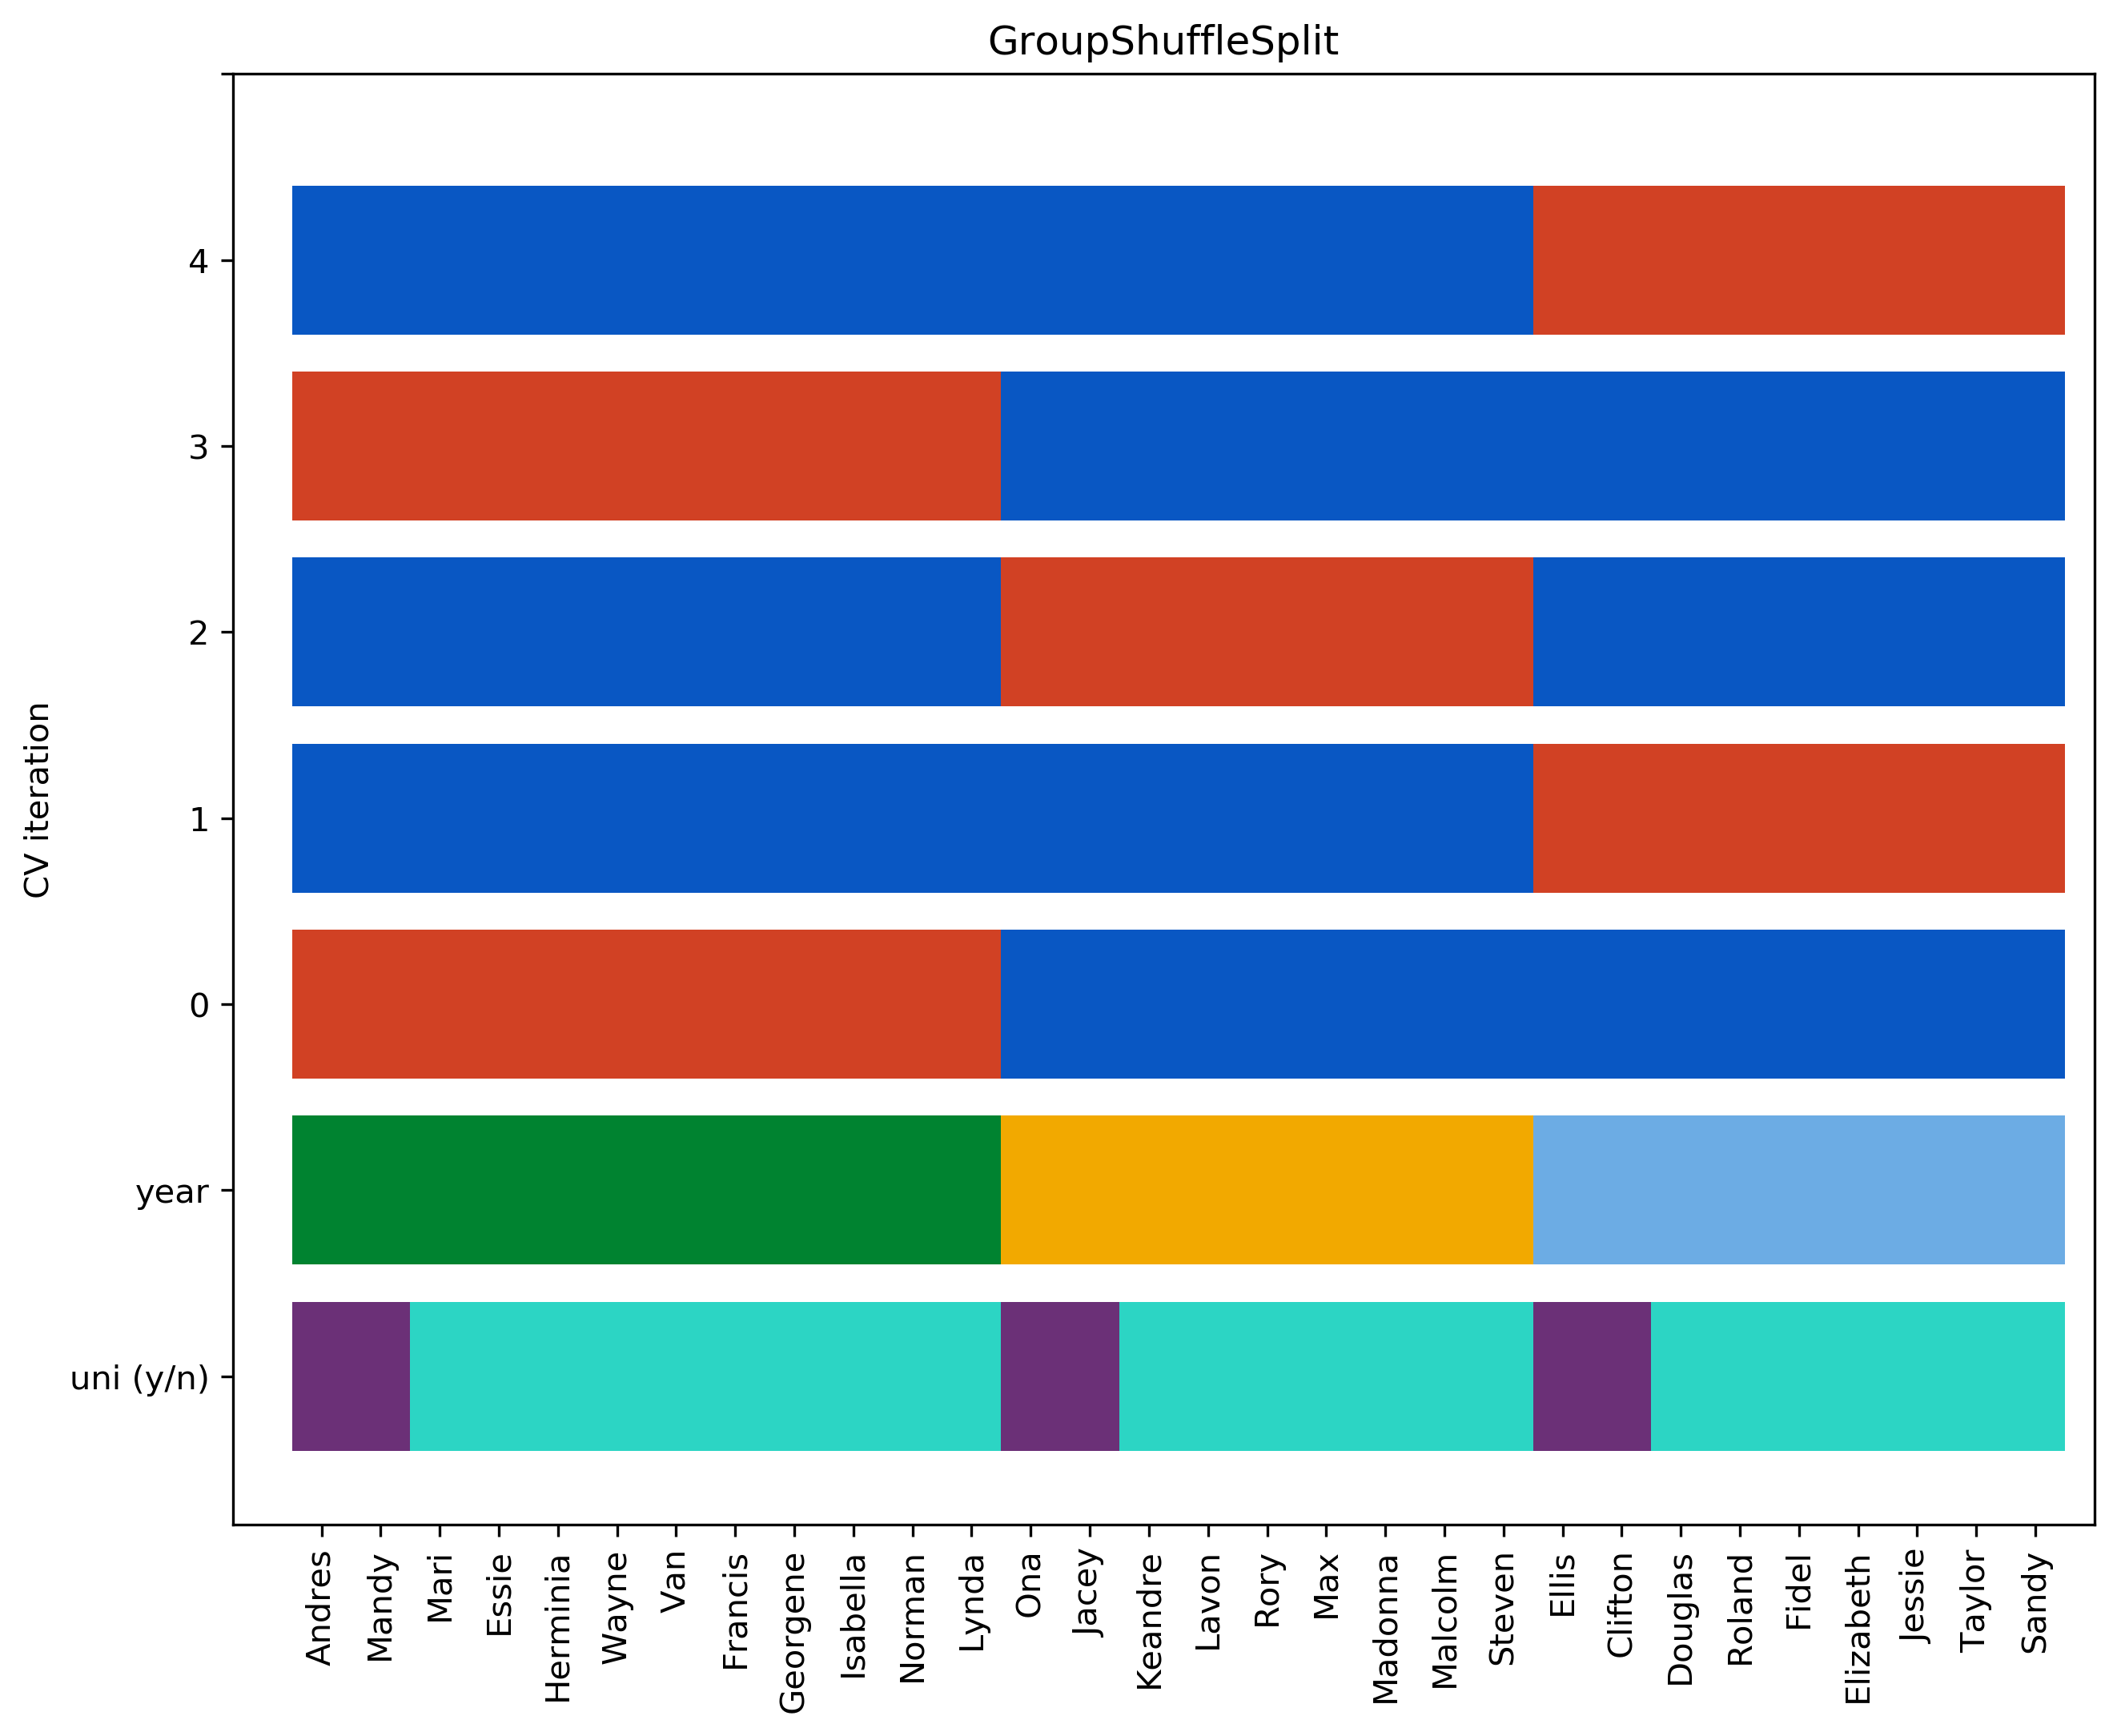 GroupShuffleSplit
CV iteration
4
3
2
1
0
year
uni (y/n)
Andres
Mandy
Mari
Essie
Herminia
Wayne
Van
Francis
Georgene
Isabella
Norman
Lynda
Ona
Jacey
Keandre
Lavon
Rory
Max
Madonna
Malcolm
Steven
Ellis
Clifton
Douglas
Roland
Fidel
Elizabeth
Jessie
Taylor
Sandy